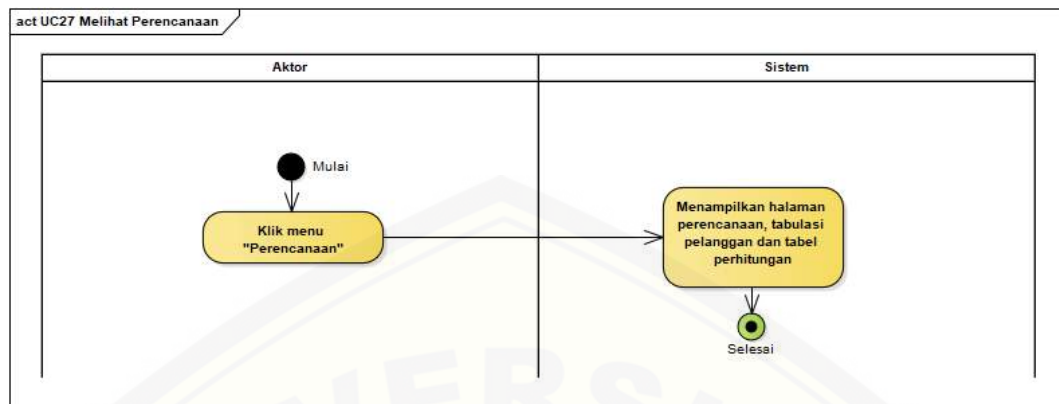 act UC27 Melihat Perencanaan
Aktor
Sistem
Mulai
Klik menu
"Perencanaan"
Menampilkan halaman
perencanaan, tabulasi
pelanggan dan tabel
perhitungan
Selesai